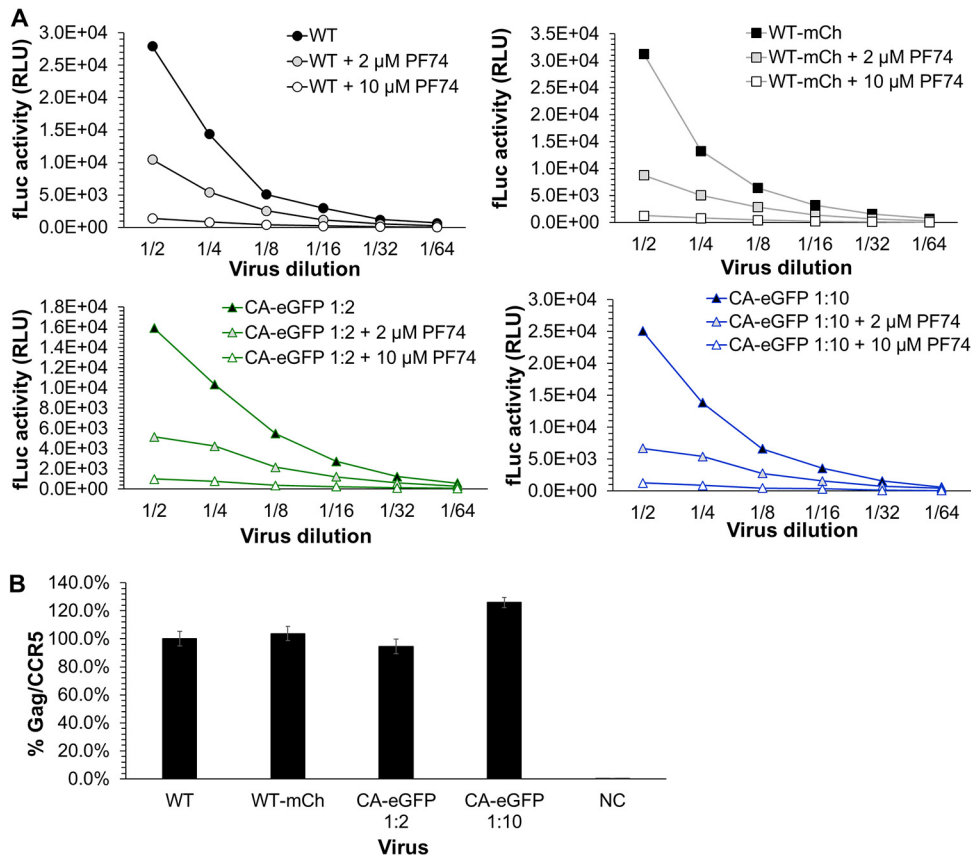 A
fLuc activity (RLU)
3.0E+04
2.5E+04
2.0E+04
1.5E+04
1.0E+04
5.0E+03
0.0E+00
WT
WT + 2 µM PF74
WT + 10 µM PF74
1/2 1/4 1/8 1/16 1/32 1/64
Virus dilution
fLuc activity (RLU)
3.5E+04
3.0E+04
2.5E+04
2.0E+04
1.5E+04
1.0E+04
5.0E+03
0.0E+00
WT-mCh
WT-mCh + 2 µM PF74
WT-mCh + 10 µM PF74
1/2 1/4 1/8 1/16 1/32 1/64
Virus dilution
fLuc activity (RLU)
1.8E+04
1.6E+04
1.4E+04
1.2E+04
1.0E+04
8.0E+03
6.0E+03
4.0E+03
2.0E+03
0.0E+00
CA-eGFP 1:2
CA-eGFP 1:2 + 2 µM PF74
CA-eGFP 1:2 + 10 µM PF74
1/2 1/4 1/8 1/16 1/32 1/64
Virus dilution
fLuc activity (RLU)
3.0E+04
2.5E+04
2.0E+04
1.5E+04
1.0E+04
5.0E+03
0.0E+00
CA-eGFP 1:10
CA-eGFP 1:10 + 2 µM PF74
CA-eGFP 1:10 + 10 µM PF74
1/2 1/4 1/8 1/16 1/32 1/64
Virus dilution
B
% Gag/CCR5
140.0%
120.0%
100.0%
80.0%
60.0%
40.0%
20.0%
0.0%
WT WT-mCh CA-eGFP CA-eGFP NC
1:2 1:10
Virus